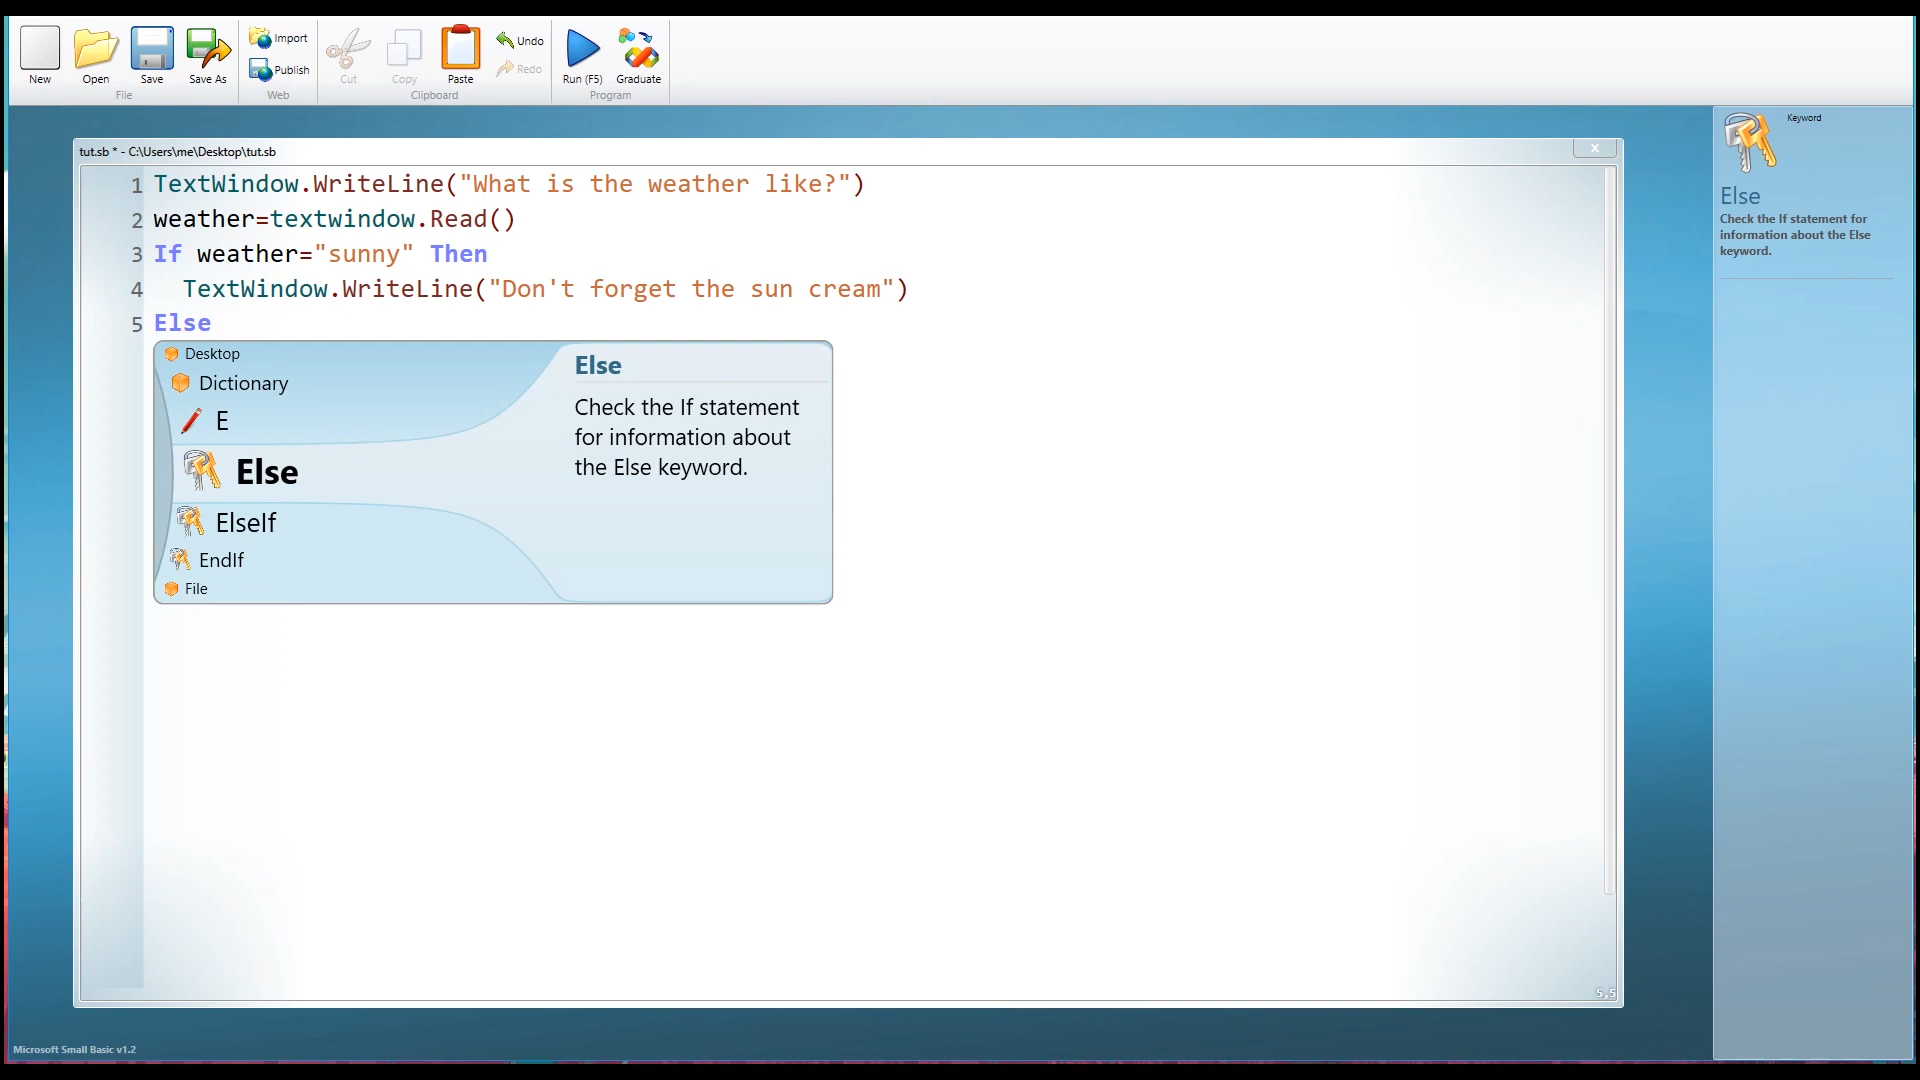 New
Open
Save
Save As
File
Import
Publish
Web
Cut
Copy
Paste
Undo
Redo
Clipboard
Run (F5)
Graduate
Program
tut.sb * - C:\Users\me\Desktop\tut.sb
x
1 TextWindow.WriteLine("What is the weather like?")
2 weather=textwindow.Read()
3 If weather="sunny" Then
4 TextWindow.WriteLine("Don't forget the sun cream")
5 Else
Desktop
Dictionary
E
Else
ElseIf
EndIf
File
Else
Check the If statement
for information about
the Else keyword.
Keyword
Else
Check the If statement for
information about the Else
keyword.
5,5
Microsoft Small Basic v1.2